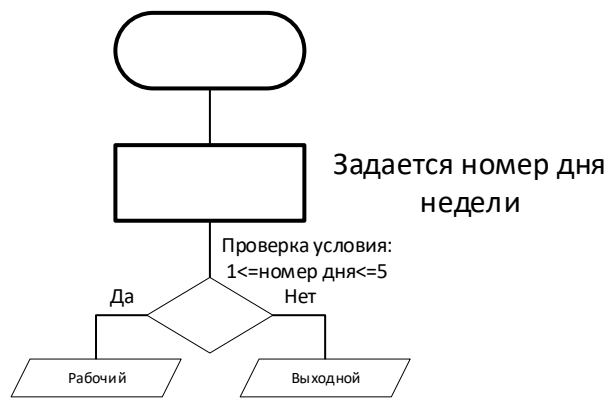 Задается номер дня
недели
Проверка условия:
1<=номер дня<=5
Да
Нет
Рабочий
Выходной